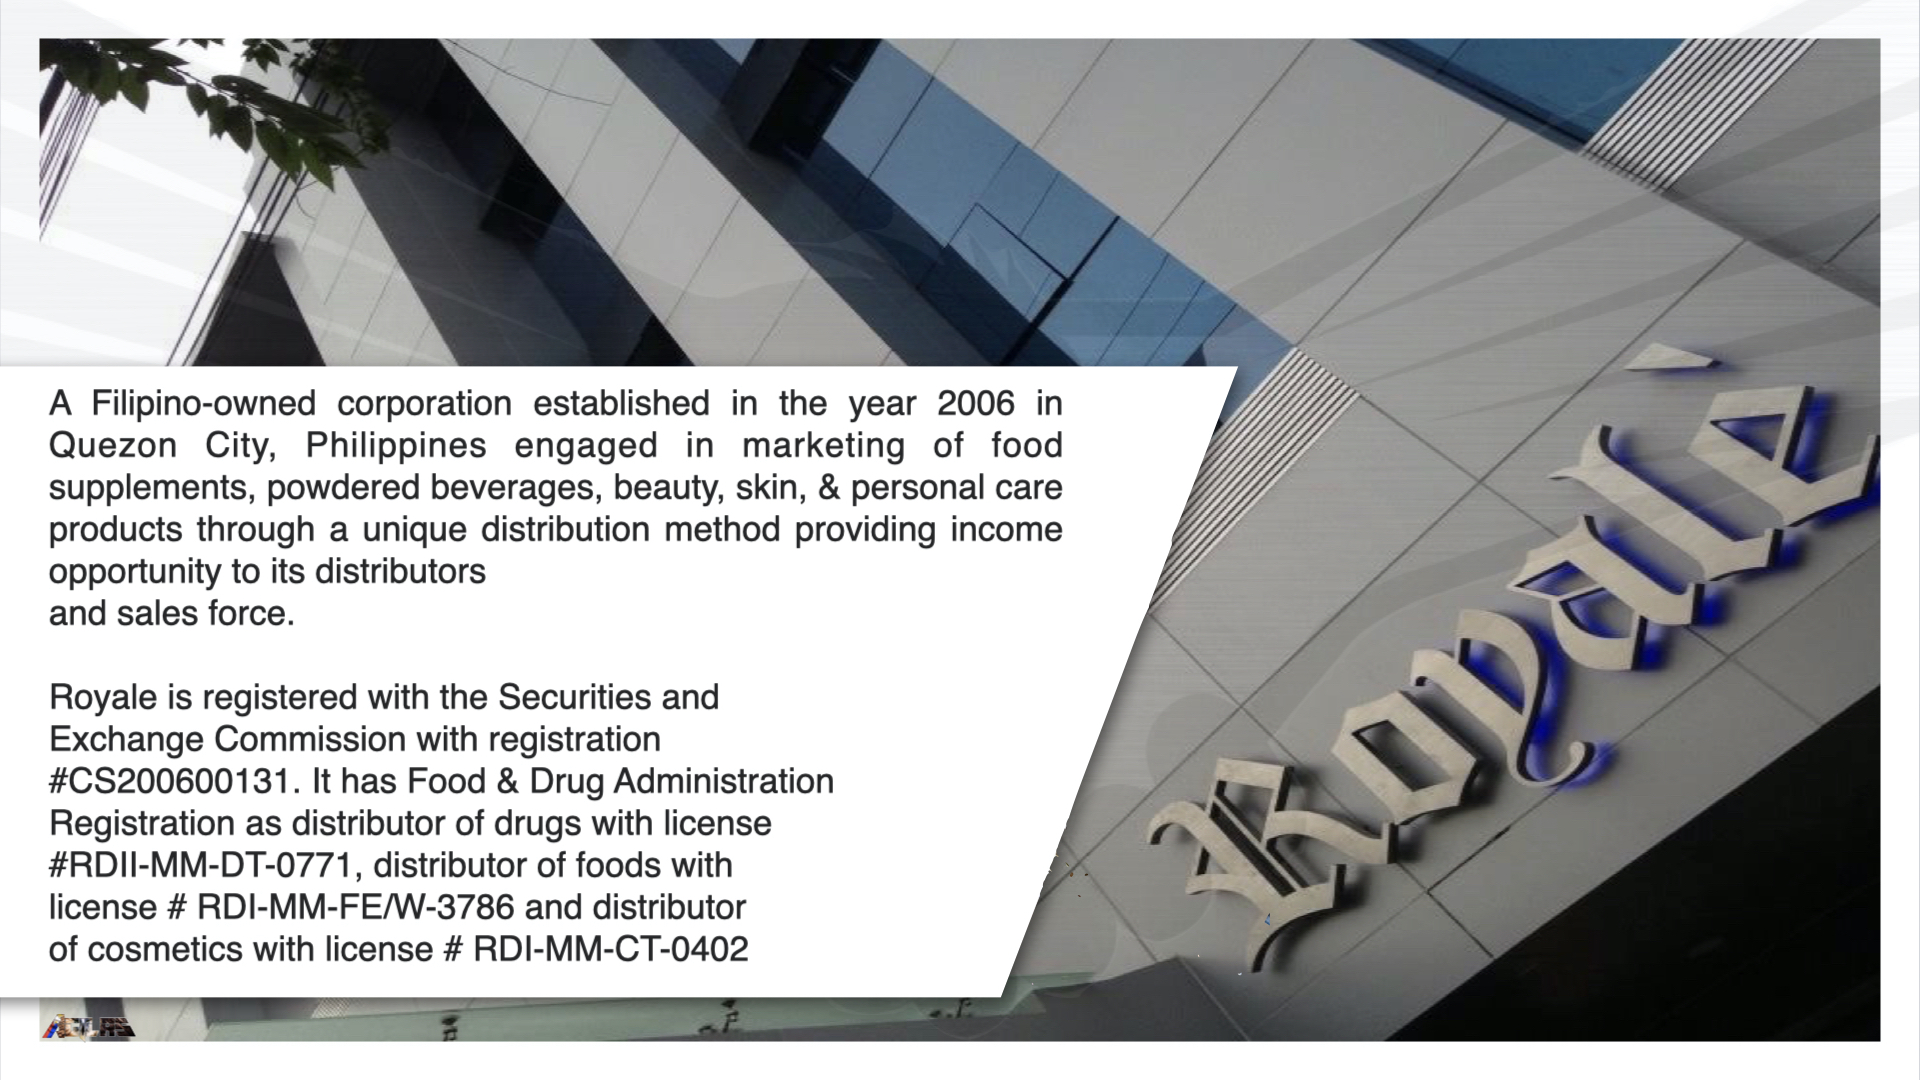 A Filipino-owned corporation established in the year 2006 in
Quezon City, Philippines engaged in marketing of food
supplements, powdered beverages, beauty, skin, & personal care
products through a unique distribution method providing income
opportunity to its distributors
and sales force.
Royale is registered with the Securities and
Exchange Commission with registration
#CS200600131. It has Food & Drug Administration
Registration as distributor of drugs with license
#RDII-MM-DT-0771, distributor of foods with
license # RDI-MM-FE/W-3786 and distributor
of cosmetics with license # RDI-MM-CT-0402
Royalé